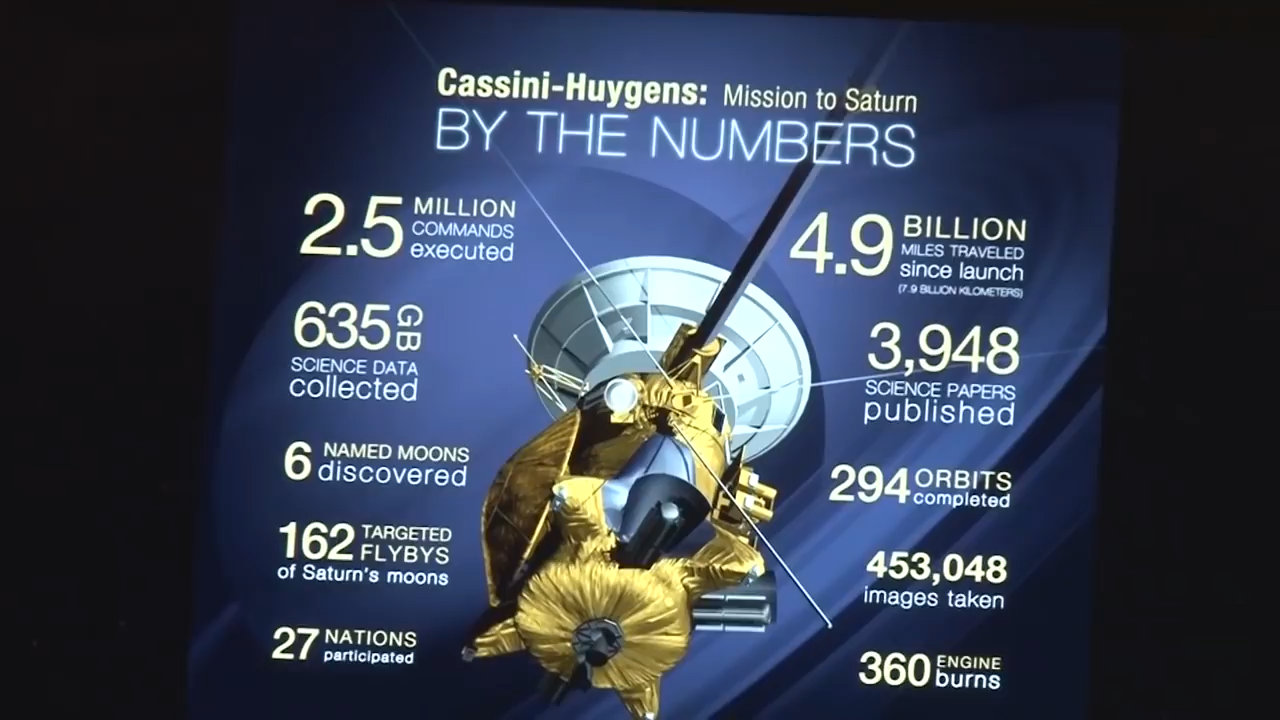 Cassini-Huygens: Mission to Saturn
BY THE NUMBERS
2.5 MILLION
COMMANDS
executed
635 GB
SCIENCE DATA
collected
6 NAMED MOONS
discovered
162 TARGETED
FLYBYS
of Saturn's moons
27 NATIONS
participated
4.9 BILLION
MILES TRAVELED
since launch
(7.9 BILLION KILOMETERS)
3,948
SCIENCE PAPERS
published
294 ORBITS
completed
453,048
images taken
360 ENGINE
burns